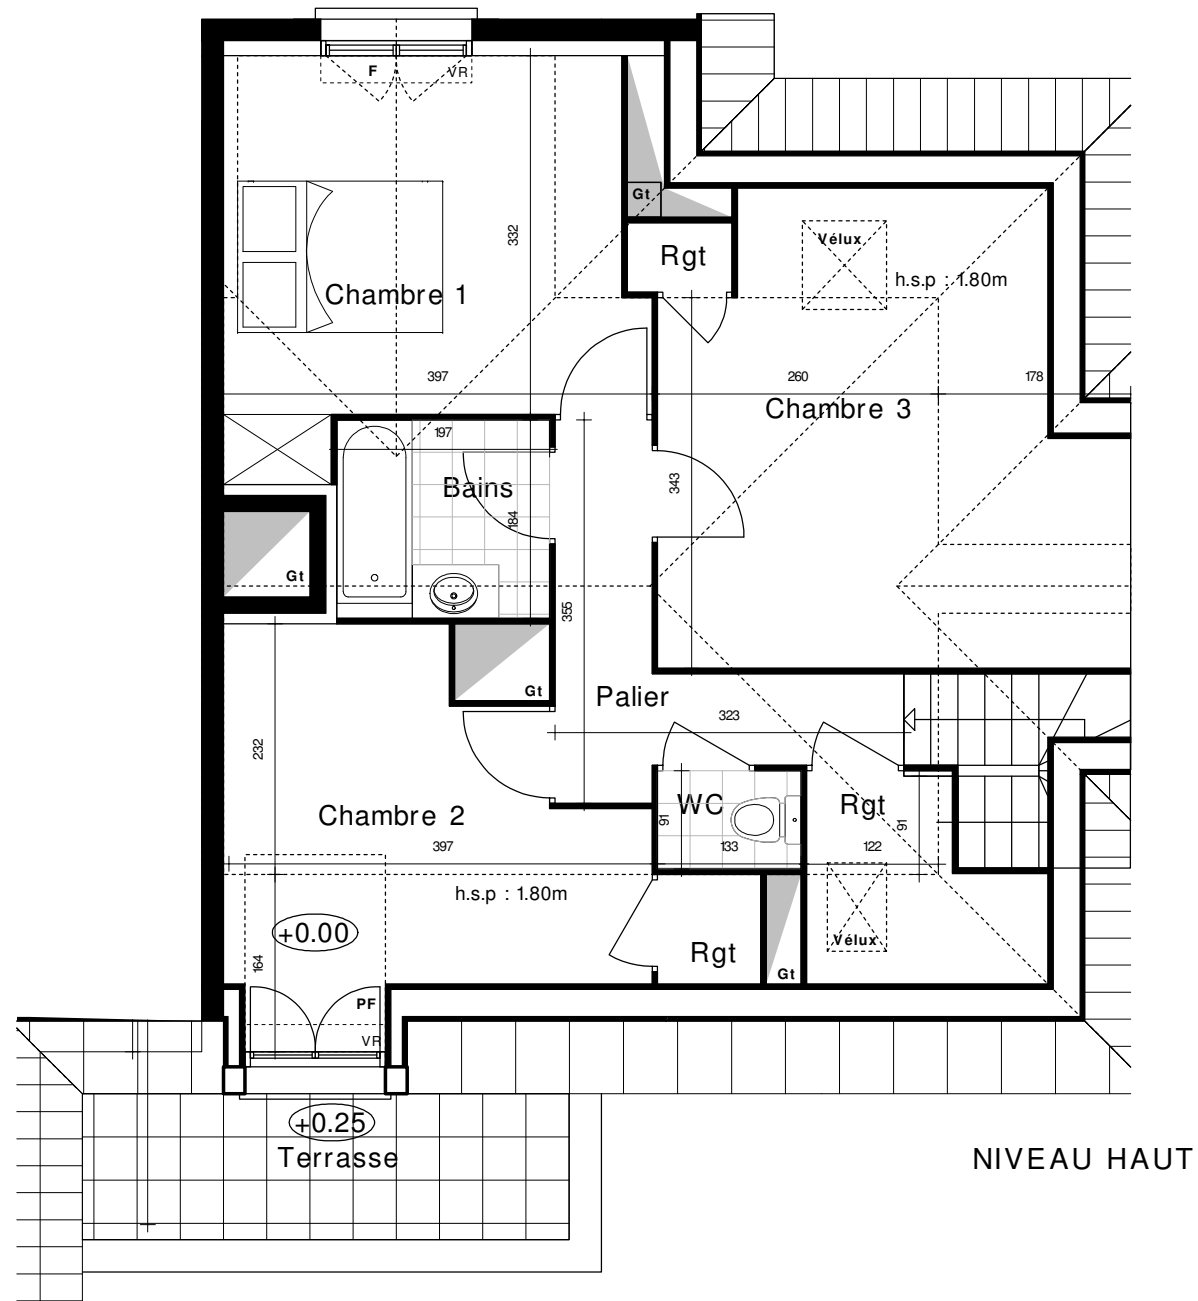 F
VR
Gt
332
Rgt
Vélux
h.s.p : 1.80m
Chambre 1
397
260
178
Chambre 3
197
Bains
184
343
Gt
355
Gt
Palier
323
232
WC
Rgt
91
91
Chambre 2
397
133
122
h.s.p : 1.80m
+0.00
Vélux
164
Rgt
Gt
PF
VR
+0.25
Terrasse
NIVEAU HAUT